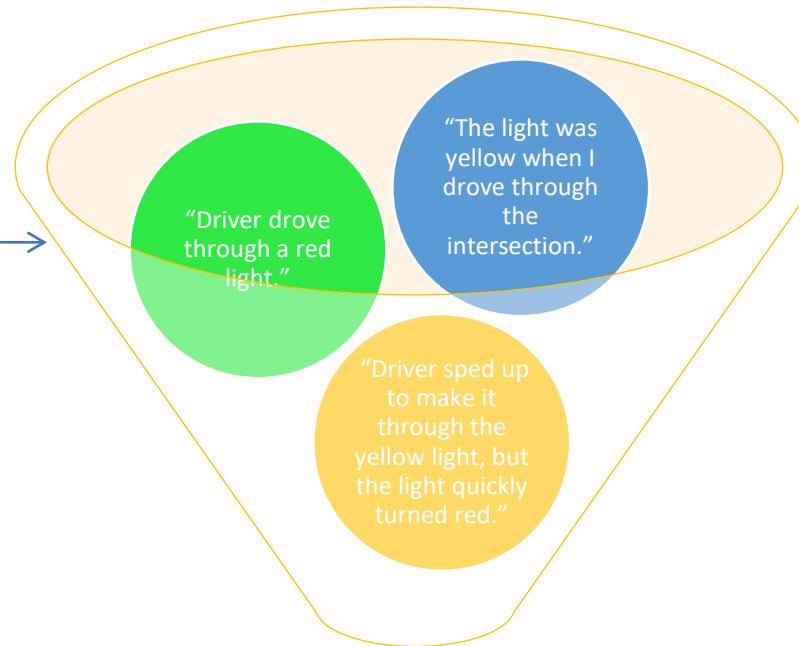 “Driver drove
through a red
light.”
“The light was
yellow when I
drove through
the
intersection.”
“Driver sped up
to make it
through the
yellow light, but
the light quickly
turned red.”